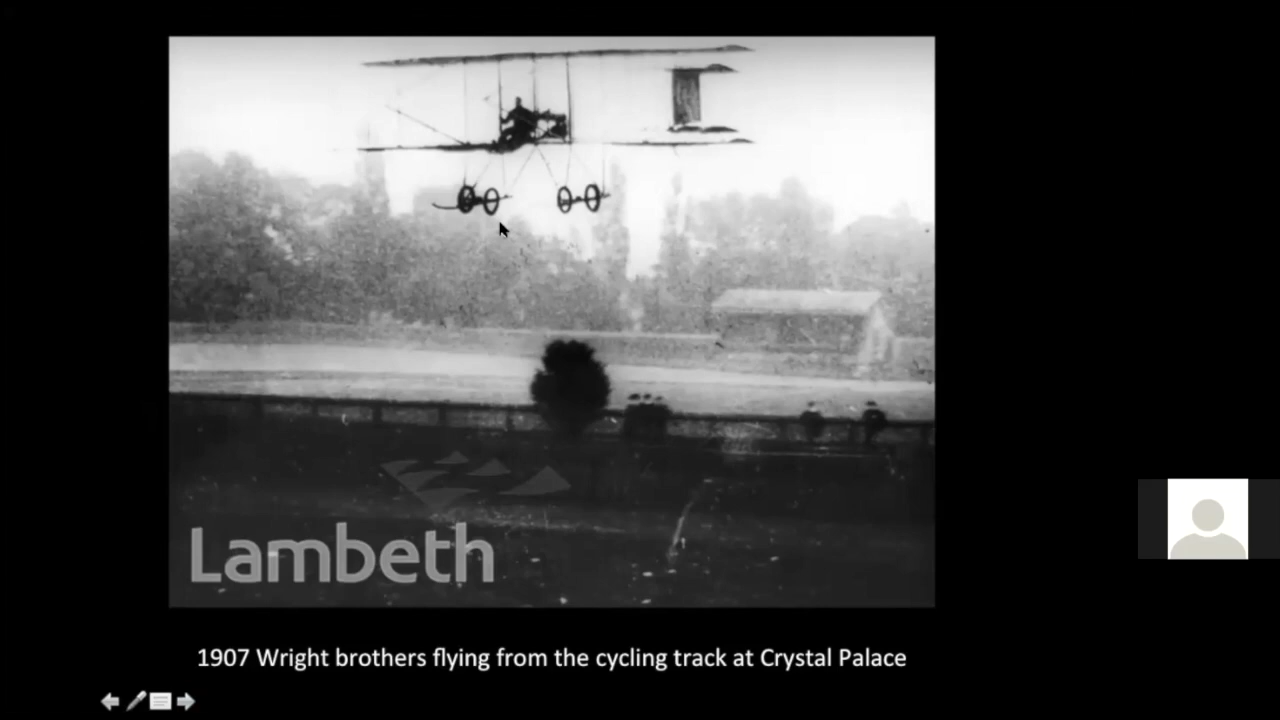 Lambeth
1907 Wright brothers flying from the cycling track at Crystal Palace